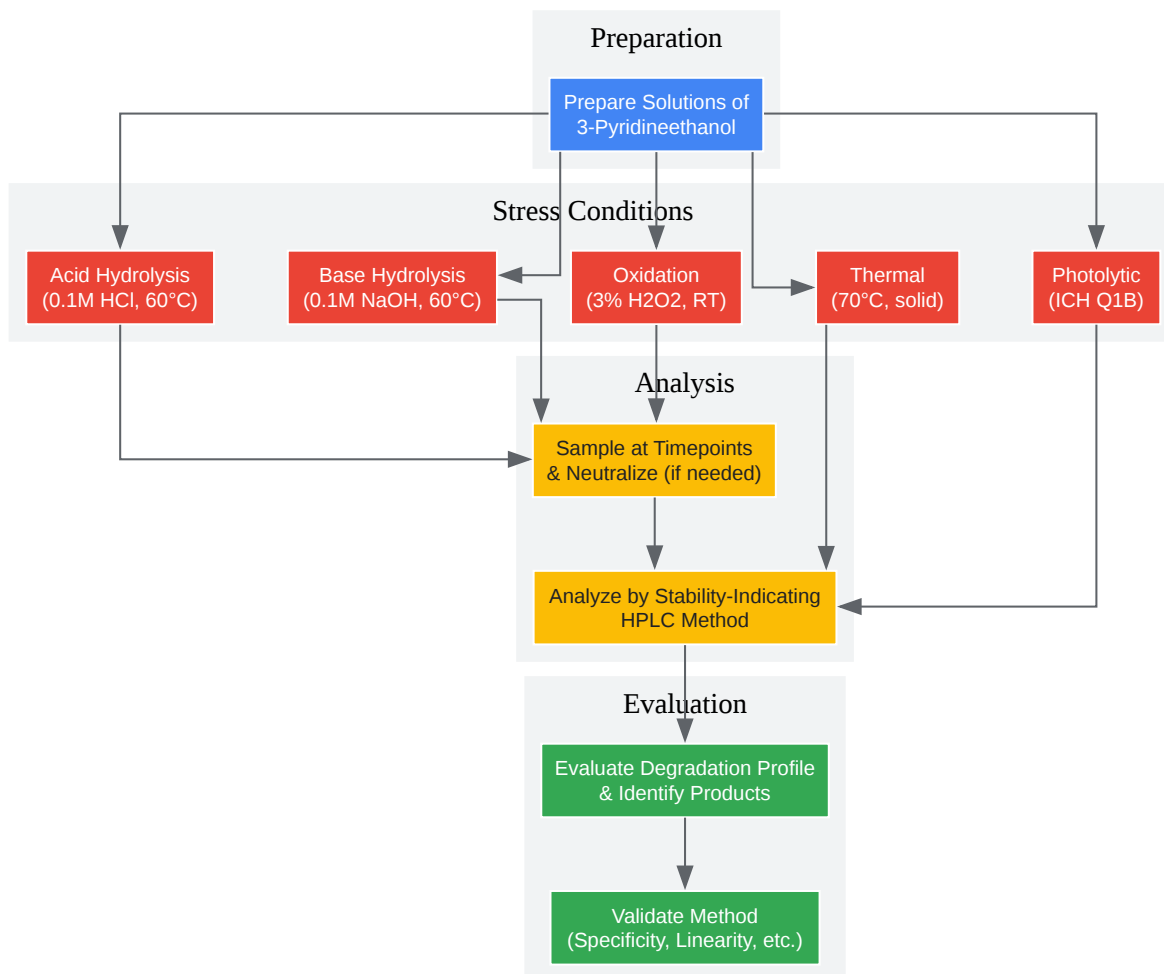 Preparation
Prepare Solutions of
3-Pyridineethanol
Stress Conditions
Acid Hydrolysis
(0.1M HCl, 60°C)
Base Hydrolysis
(0.1M NaOH, 60°C)
Oxidation
(3% H2O2, RT)
Thermal
(70°C, solid)
Photolytic
(ICH Q1B)
Analysis
Sample at Timepoints
& Neutralize (if needed)
Analyze by Stability-Indicating
HPLC Method
Evaluation
Evaluate Degradation Profile
& Identify Products
Validate Method
(Specificity, Linearity, etc.)